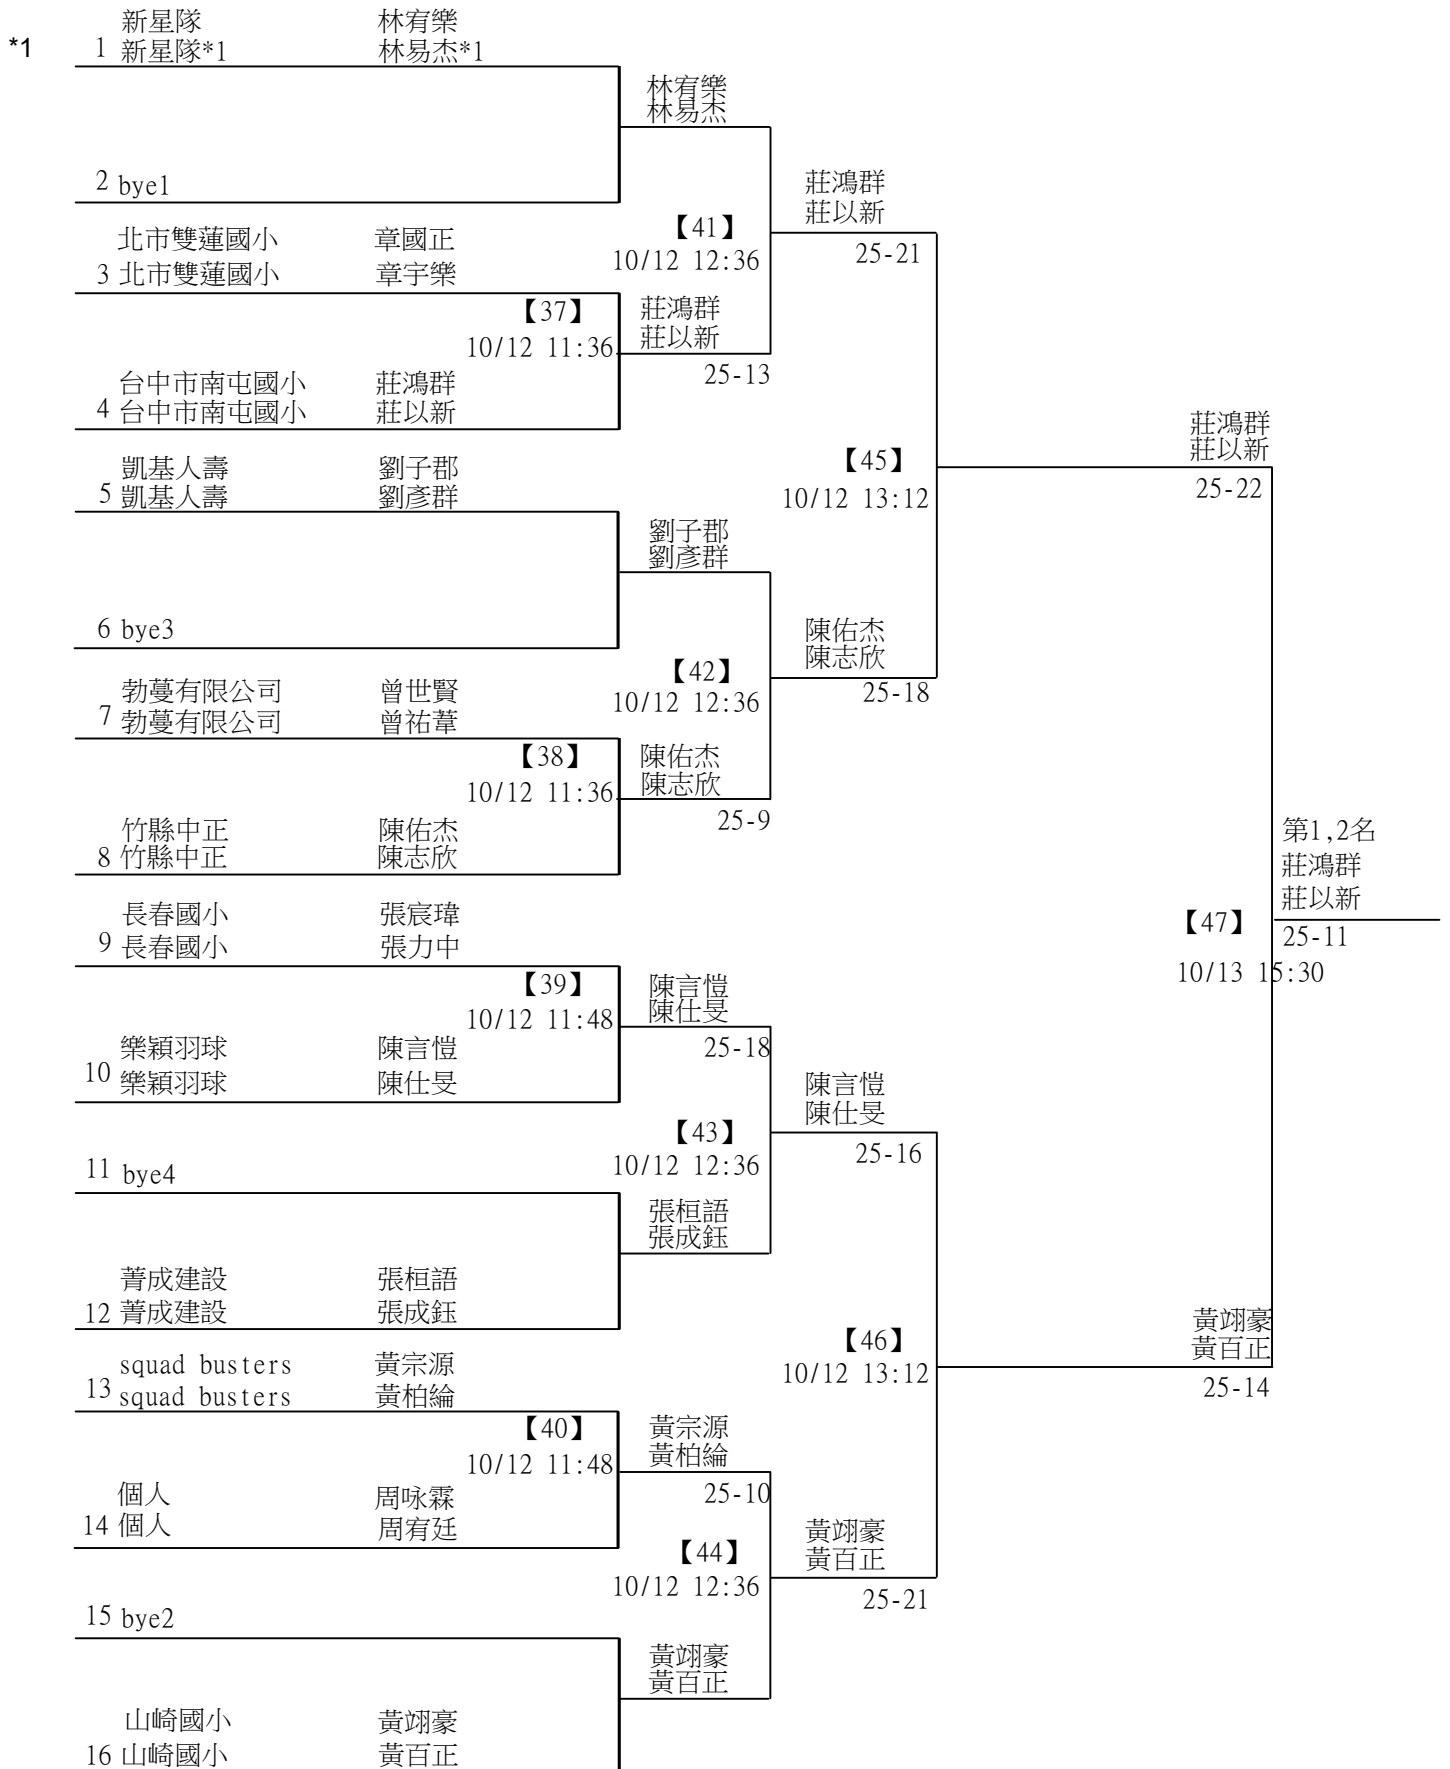 *1
新星隊 林宥樂
1 新星隊*1 林易杰*1
林宥樂
林易杰
2 bye1
莊鴻群
莊以新
25-21
【41】
10/12 12:36
北市雙蓮國小 章國正
3 北市雙蓮國小 章宇樂
【37】
10/12 11:36
莊鴻群
莊以新
25-13
台中市南屯國小 莊鴻群
4 台中市南屯國小 莊以新
莊鴻群
莊以新
25-22
【45】
10/12 13:12
凱基人壽 劉子郡
5 凱基人壽 劉彥群
劉子郡
劉彥群
6 bye3
陳佑杰
陳志欣
25-18
【42】
10/12 12:36
勃蔓有限公司 曾世賢
7 勃蔓有限公司 曾祐葦
【38】
10/12 11:36
陳佑杰
陳志欣
25-9
竹縣中正 陳佑杰
8 竹縣中正 陳志欣
第1,2名
莊鴻群
莊以新
25-11
【47】
10/13 15:30
長春國小 張宸瑋
9 長春國小 張力中
【39】
10/12 11:48
陳言愷
陳仕旻
25-18
樂穎羽球 陳言愷
10 樂穎羽球 陳仕旻
陳言愷
陳仕旻
25-16
【43】
10/12 12:36
11 bye4
張桓語
張成鈺
菁成建設 張桓語
12 菁成建設 張成鈺
黃翊豪
黃百正
25-14
【46】
10/12 13:12
squad busters 黃宗源
13 squad busters 黃柏綸
【40】
10/12 11:48
黃宗源
黃柏綸
25-10
個人 周咏霖
14 個人 周宥廷
黃翊豪
黃百正
25-21
【44】
10/12 12:36
15 bye2
黃翊豪
黃百正
山崎國小 黃翊豪
16 山崎國小 黃百正